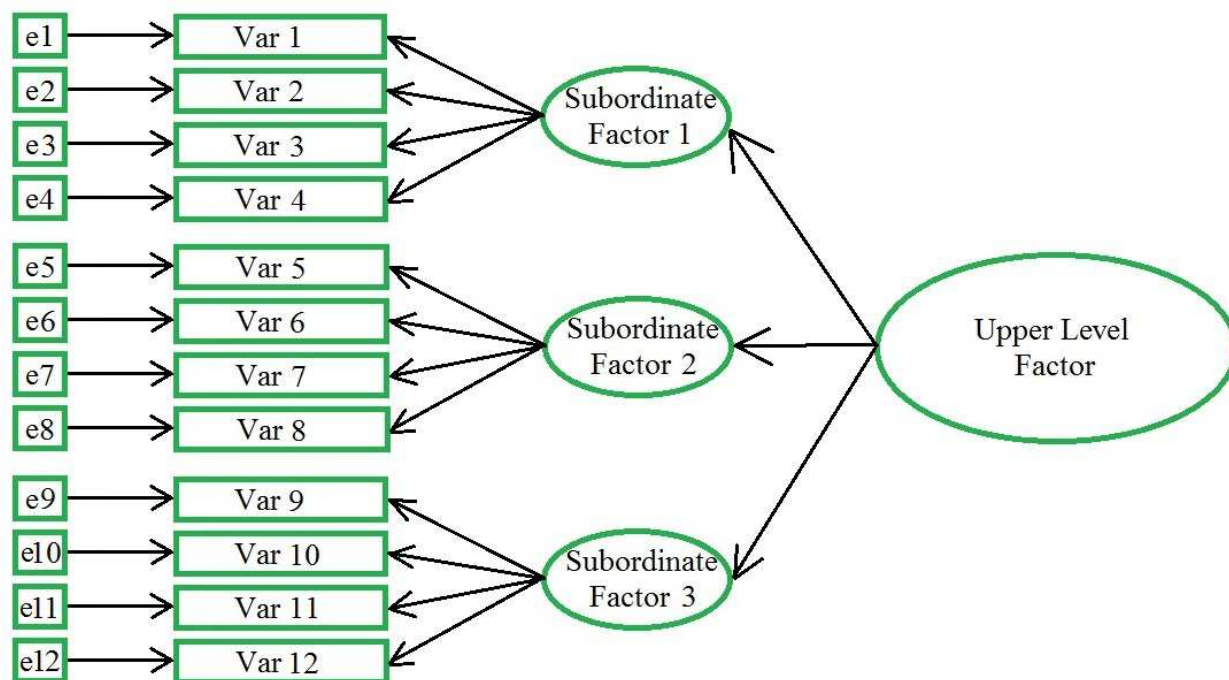 e1
Var 1
e2
Var 2
e3
Var 3
e4
Var 4
Subordinate
Factor 1
e5
Var 5
e6
Var 6
e7
Var 7
e8
Var 8
Subordinate
Factor 2
e9
Var 9
e10
Var 10
e11
Var 11
e12
Var 12
Subordinate
Factor 3
Upper Level
Factor